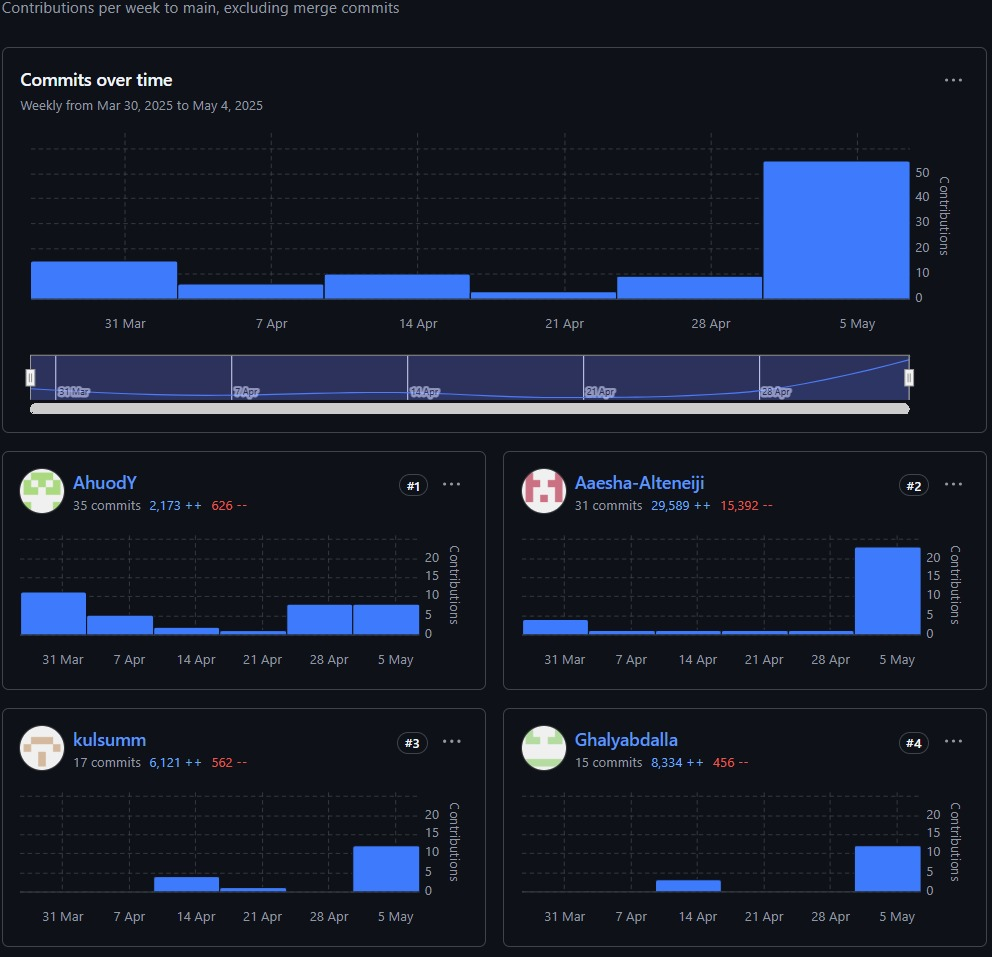 Contributions per week to main, excluding merge commits
Commits over time
Weekly from Mar 30, 2025 to May 4, 2025
50
40
30
20
10
0
Contributions
31 Mar 7 Apr 14 Apr 21 Apr 28 Apr 5 May
31 Mar 7 Apr 14 Apr 21 Apr 28 Apr
AhuodY #1
35 commits 2,173 ++ 626 --
20
15
10
5
0
Contributions
31 Mar 7 Apr 14 Apr 21 Apr 28 Apr 5 May
Aaesha-Alteneiji #2
31 commits 29,589 ++ 15,392 --
20
15
10
5
0
Contributions
31 Mar 7 Apr 14 Apr 21 Apr 28 Apr 5 May
kulsumm #3
17 commits 6,121 ++ 562 --
20
15
10
5
0
Contributions
31 Mar 7 Apr 14 Apr 21 Apr 28 Apr 5 May
Ghalyabdalla #4
15 commits 8,334 ++ 456 --
20
15
10
5
0
Contributions
31 Mar 7 Apr 14 Apr 21 Apr 28 Apr 5 May